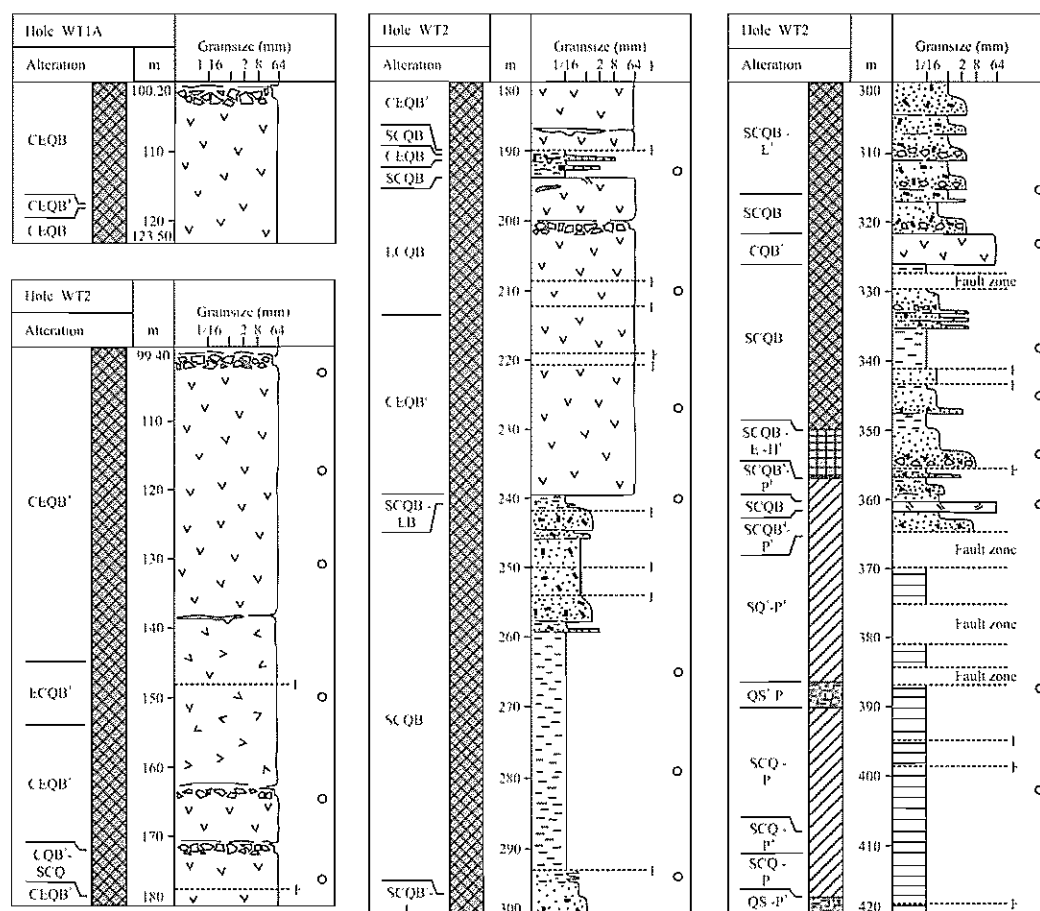 Hole WT1A
Grainsize (mm)
Alteration
m
1/16 2 8 64
100.20
CEQB
110
120
CEQB
123.50
Hole WT2
Grainsize (mm)
Alteration
m
1/16 2 8 64
99.40
110
120
CEQB'
130
140
ECQB'
150
CEQB'
160
170
CQB'-
SCQ
CEQB'
180
Hole WT2
Grainsize (mm)
Alteration
m
1/16 2 8 64
180
CEQB'
SCQB
190
CEQB
SCQB
200
210
220
CEQB'
230
SCQB -
240
250
260
SCQB
270
280
290
300
Hole WT2
Grainsize (mm)
Alteration
m
1/16 2 8 64
300
SCQB -
310
SCQB
320
CQB'
Fault zone
330
SCQB
340
350
SCQB -
360
SCQB
Fault zone
370
Fault zone
380
Fault zone
390
SCQ -
P
400
SCQ -
410
SCQ -
P
420